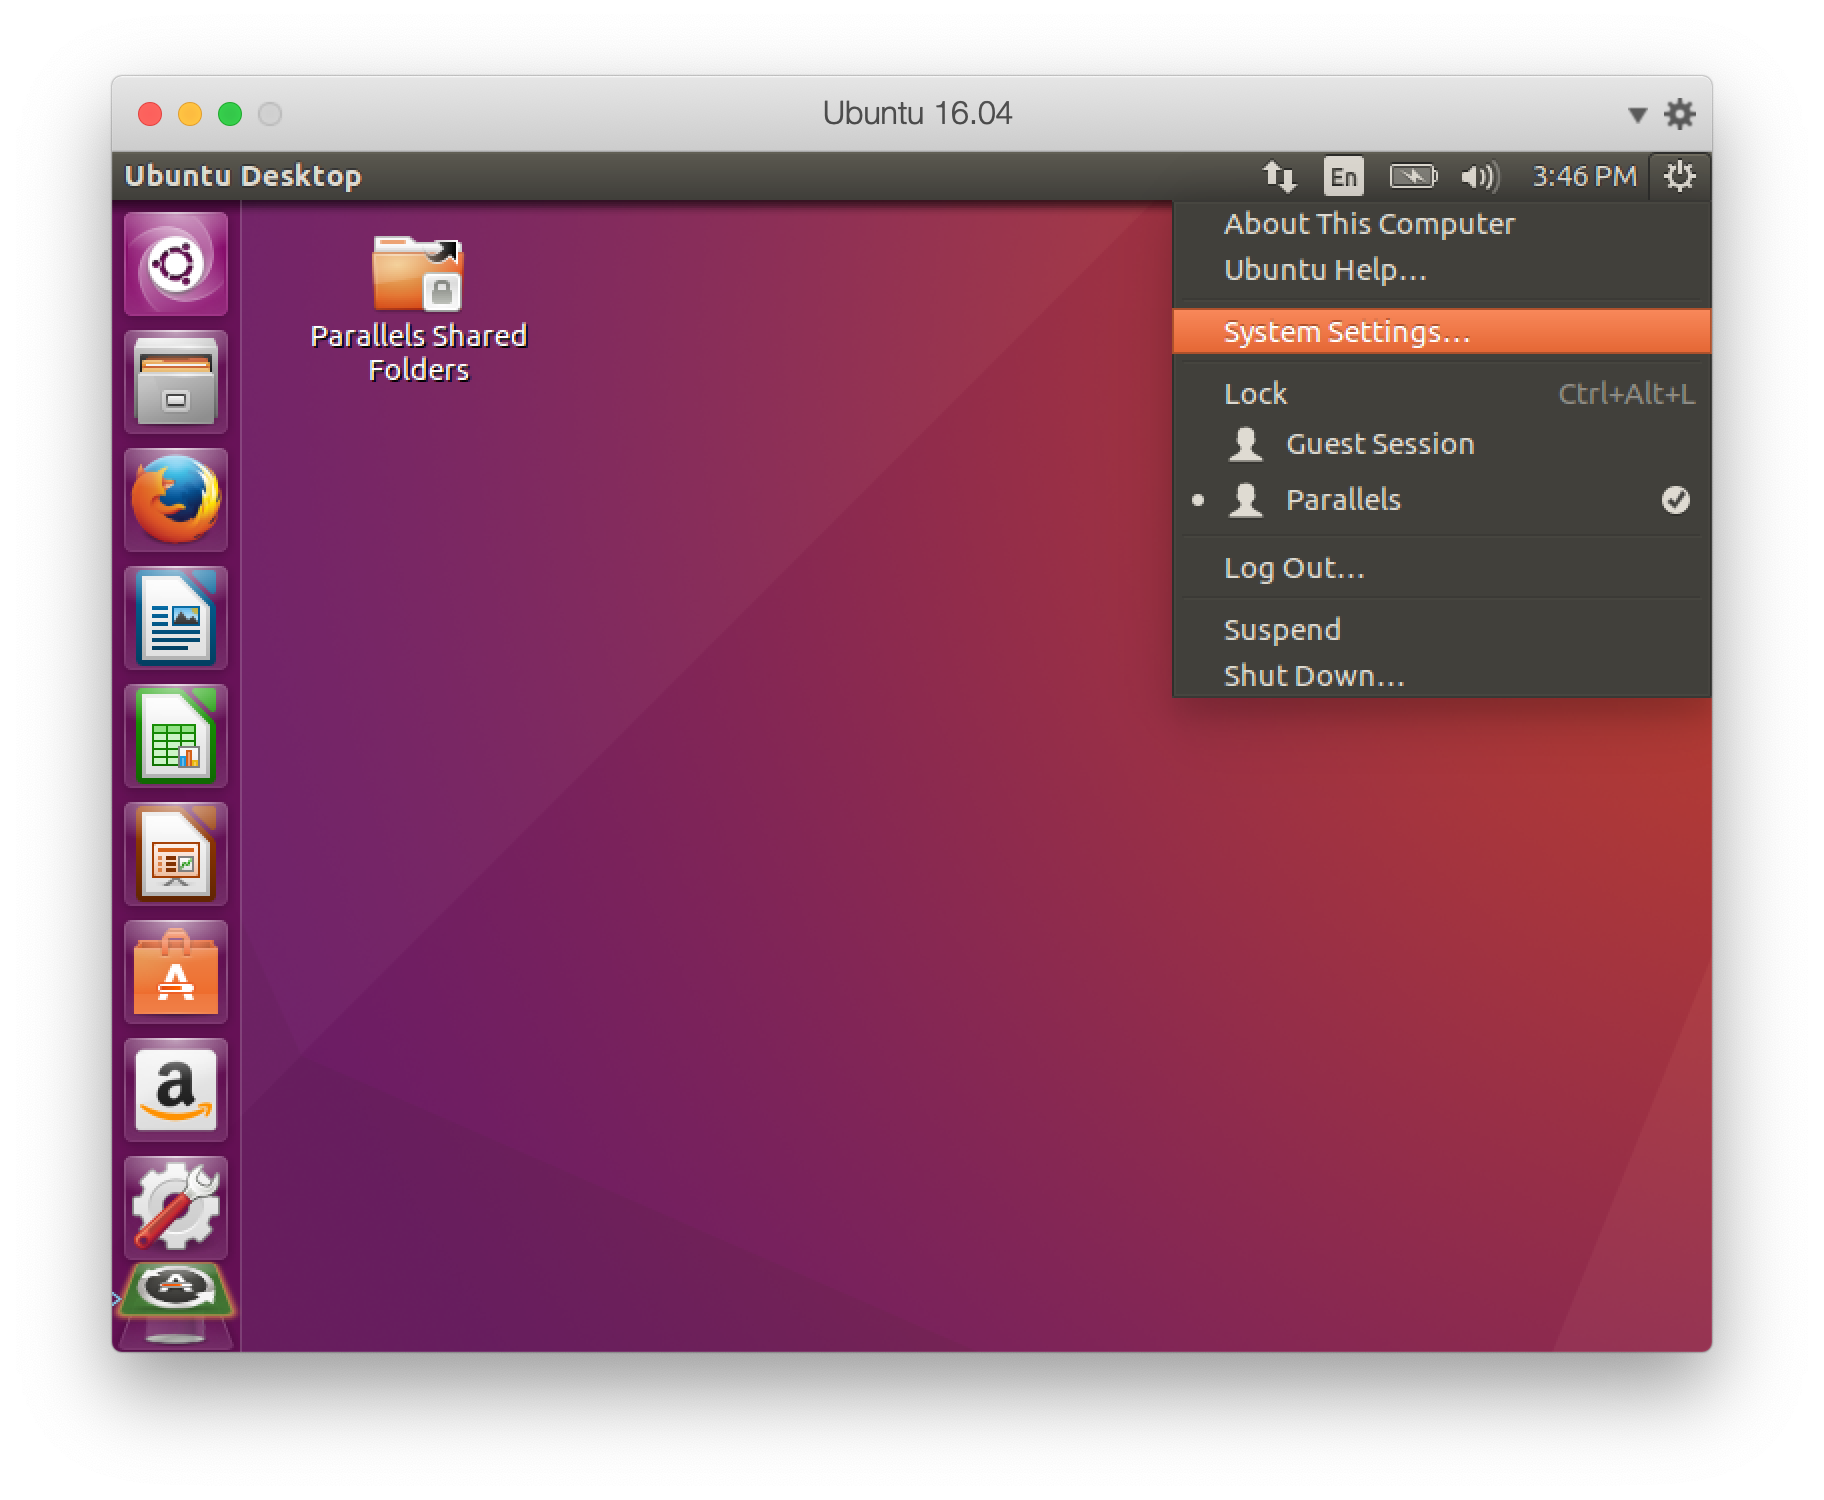 Ubuntu 16.04
Ubuntu Desktop
En
3:46 PM
About This Computer
Ubuntu Help...
System Settings...
Lock Ctrl+Alt+L
Guest Session
Parallels
Log Out...
Suspend
Shut Down...
Parallels Shared
Folders
A
a
A